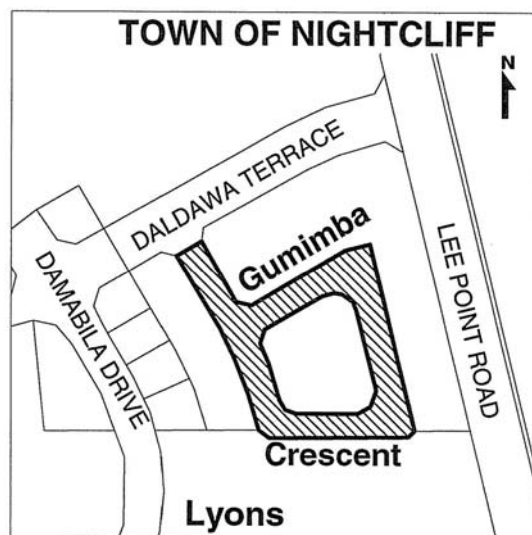 TOWN OF NIGHTCLIFF
N
DALDAWA TERRACE
Gumimba
DAMABILA DRIVE
LEE POINT ROAD
Crescent
Lyons